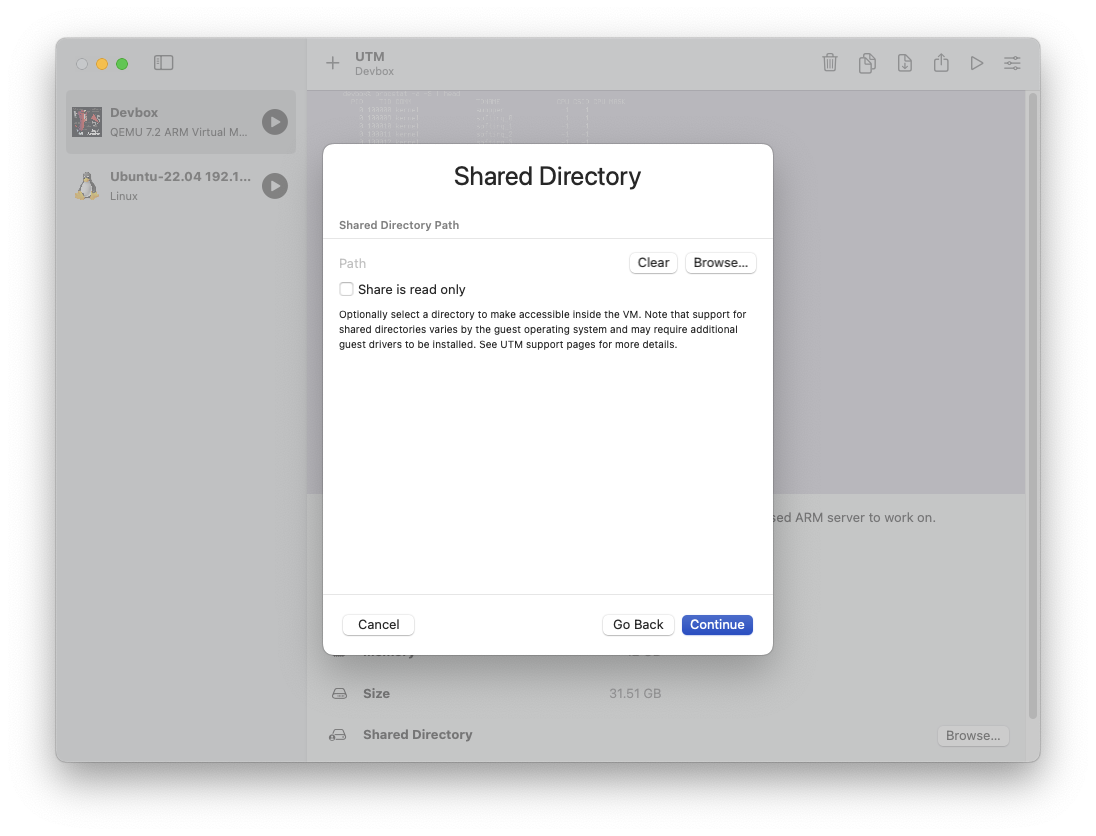 UTM
Devbox
Devbox
QEMU 7.2 ARM Virtual M...
Ubuntu-22.04 192.1...
Linux
Shared Directory
Shared Directory Path
Path
Clear
Browse...
Share is read only
Optionally select a directory to make accessible inside the VM. Note that support for
shared directories varies by the guest operating system and may require additional
guest drivers to be installed. See UTM support pages for more details.
ARM server to work on.
Cancel
Go Back
Continue
Memory
Size
31.51 GB
Shared Directory
Browse...